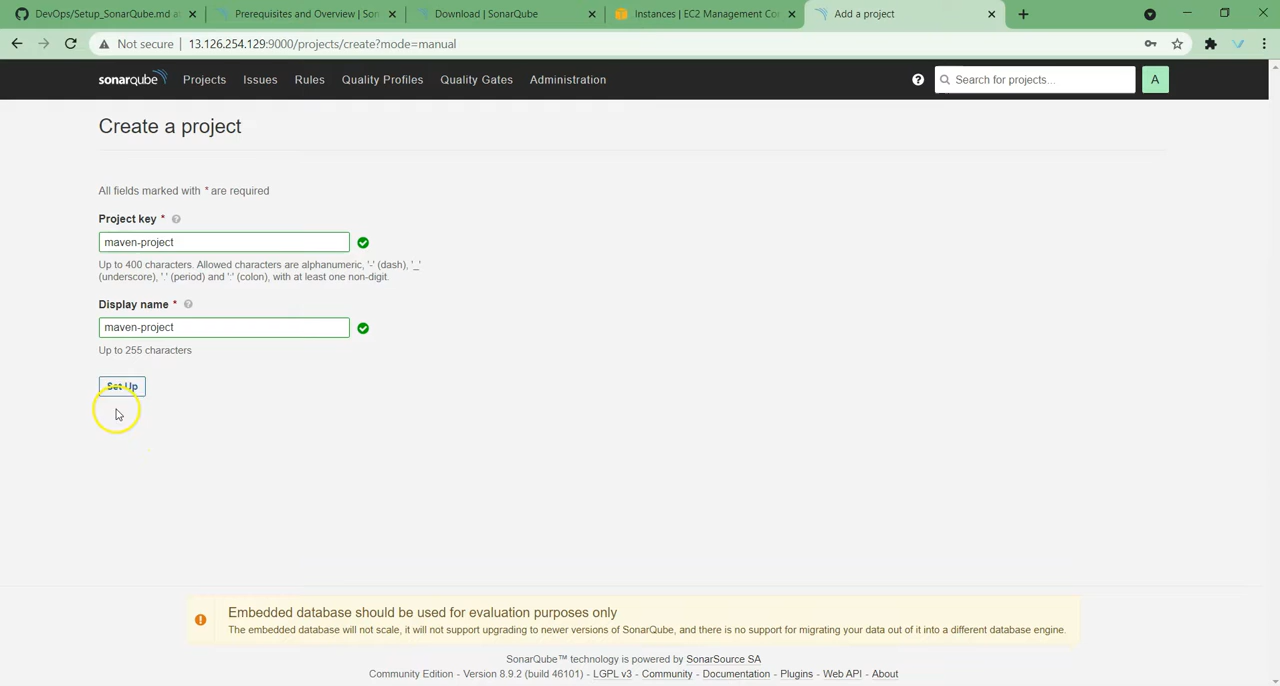 DevOps/Setup_SonarQube.md a
Prerequisites and Overview | Son
Download | SonarQube
Instances | EC2 Management Co
Add a project
Not secure
13.126.254.129:9000/projects/create?mode=manual
sonarqube Projects Issues Rules Quality Profiles Quality Gates Administration
? Search for projects... A
Create a project
All fields marked with * are required
Project key * ?
maven-project
Up to 400 characters. Allowed characters are alphanumeric, '-' (dash), '_'
(underscore), '.' (period) and ':' (colon), with at least one non-digit.
Display name * ?
maven-project
Up to 255 characters
Set Up
Embedded database should be used for evaluation purposes only
The embedded database will not scale, it will not support upgrading to newer versions of SonarQube, and there is no support for migrating your data out of it into a different database engine.
SonarQube™ technology is powered by SonarSource SA
Community Edition - Version 8.9.2 (build 46101) - LGPL v3 - Community - Documentation - Plugins - Web API - About